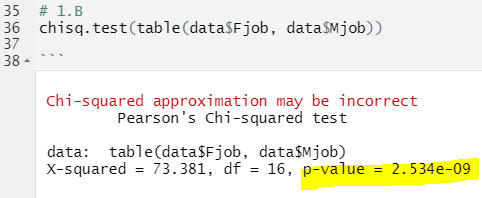 35 # 1.B
36 chisq.test(table(data$Fjob, data$Mjob))
37
38 ```
Chi-squared approximation may be incorrect
Pearson's Chi-squared test
data: table(data$Fjob, data$Mjob)
X-squared = 73.381, df = 16, p-value = 2.534e-09